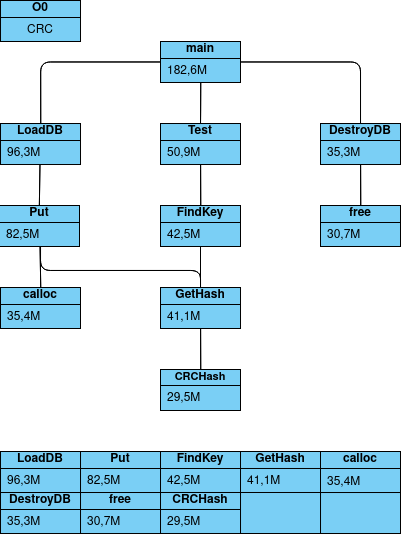 O0
CRC
main
182,6M
LoadDB Test DestroyDB
96,3M 50,9M 35,3M
Put FindKey free
82,5M 42,5M 30,7M
calloc GetHash
35,4M 41,1M
CRCHash
29,5M
LoadDB Put FindKey GetHash calloc
96,3M 82,5M 42,5M 41,1M 35,4M
DestroyDB free CRCHash
35,3M 30,7M 29,5M